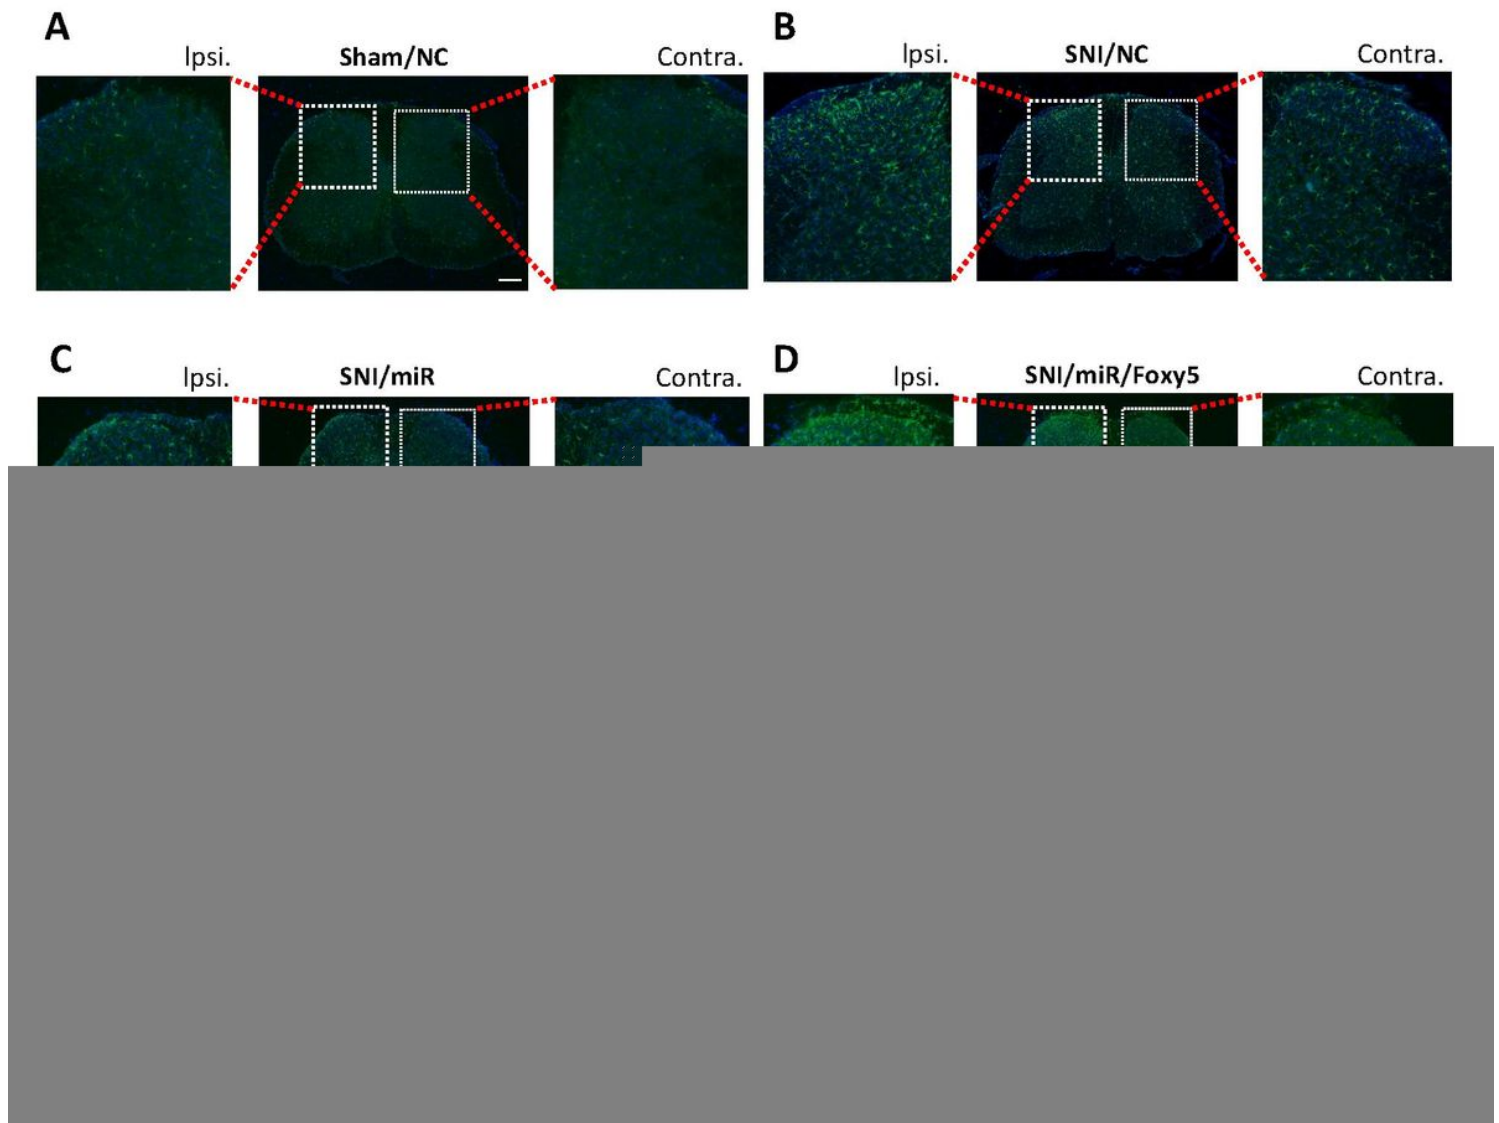 A
Ipsi. Sham/NC Contra.
B
Ipsi. SNI/NC Contra.
C
Ipsi. SNI/miR Contra.
D
Ipsi. SNI/miR/Foxy5 Contra.